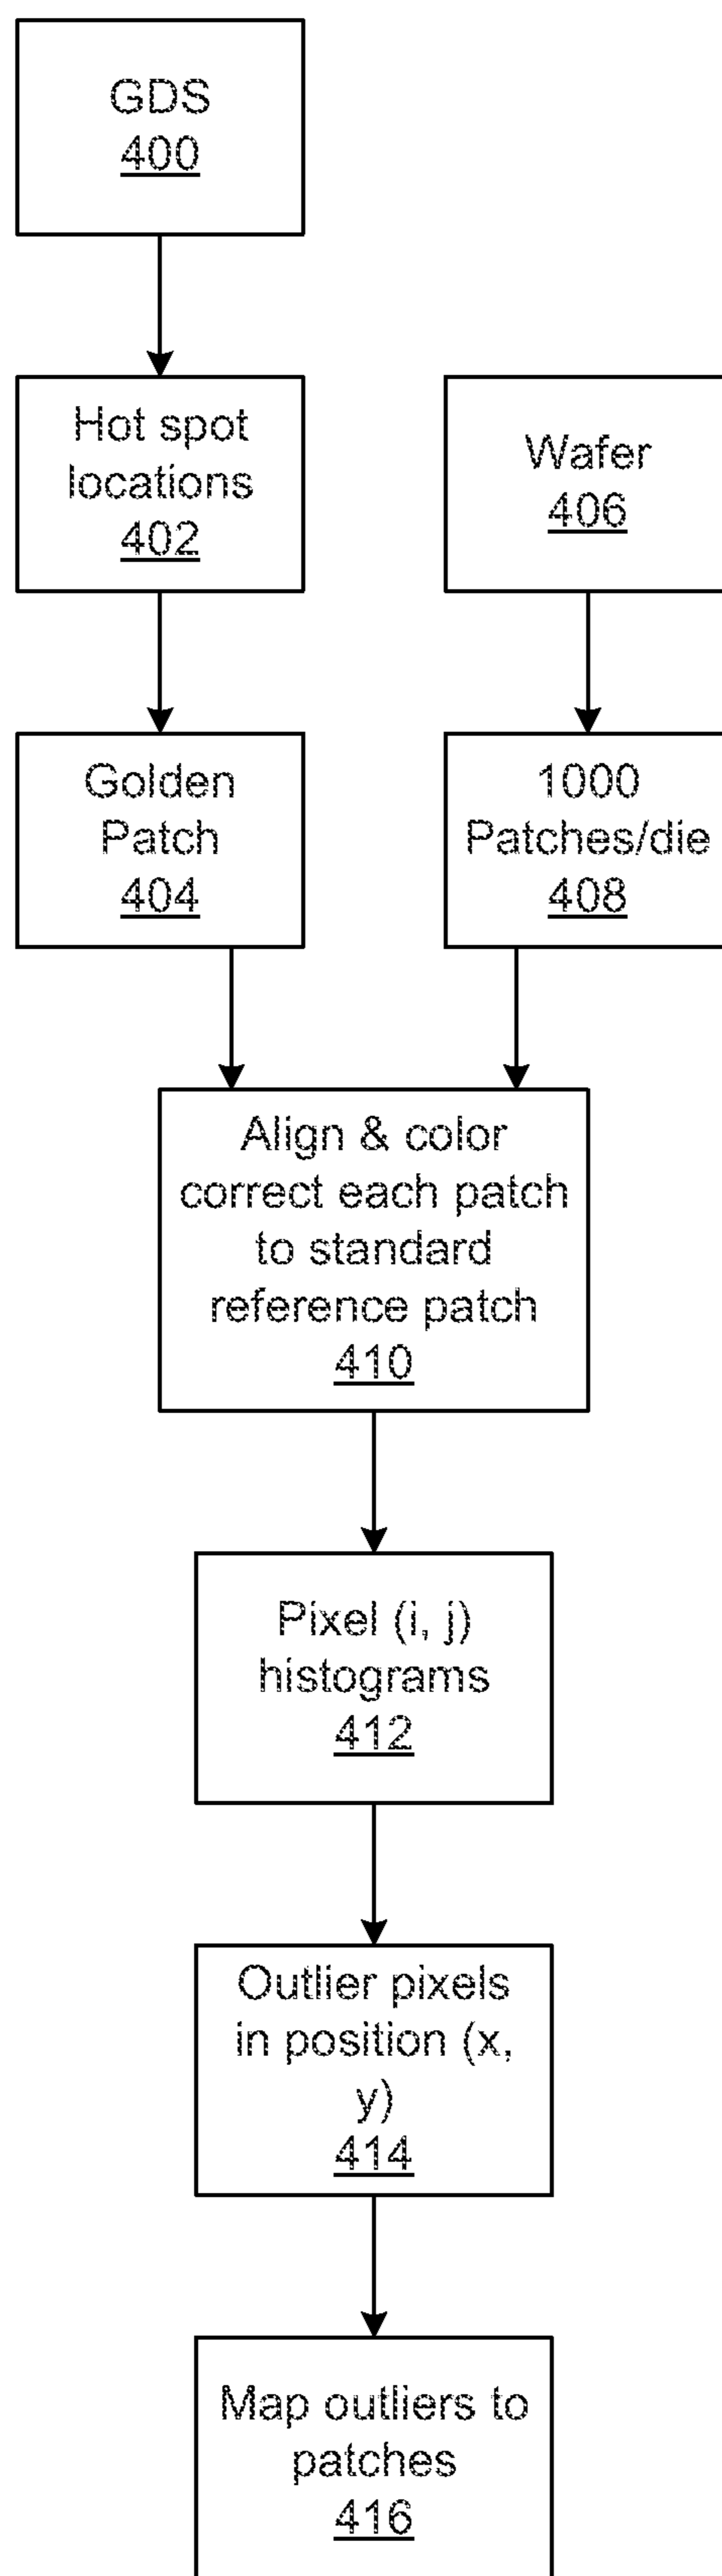 GDS
400
Hot spot
locations
402
Wafer
406
Golden
Patch
404
1000
Patches/die
408
Align & color
correct each patch
to standard
reference patch
410
Pixel (i, j)
histograms
412
Outlier pixels
in position (x,
y)
414
Map outliers to
patches
416